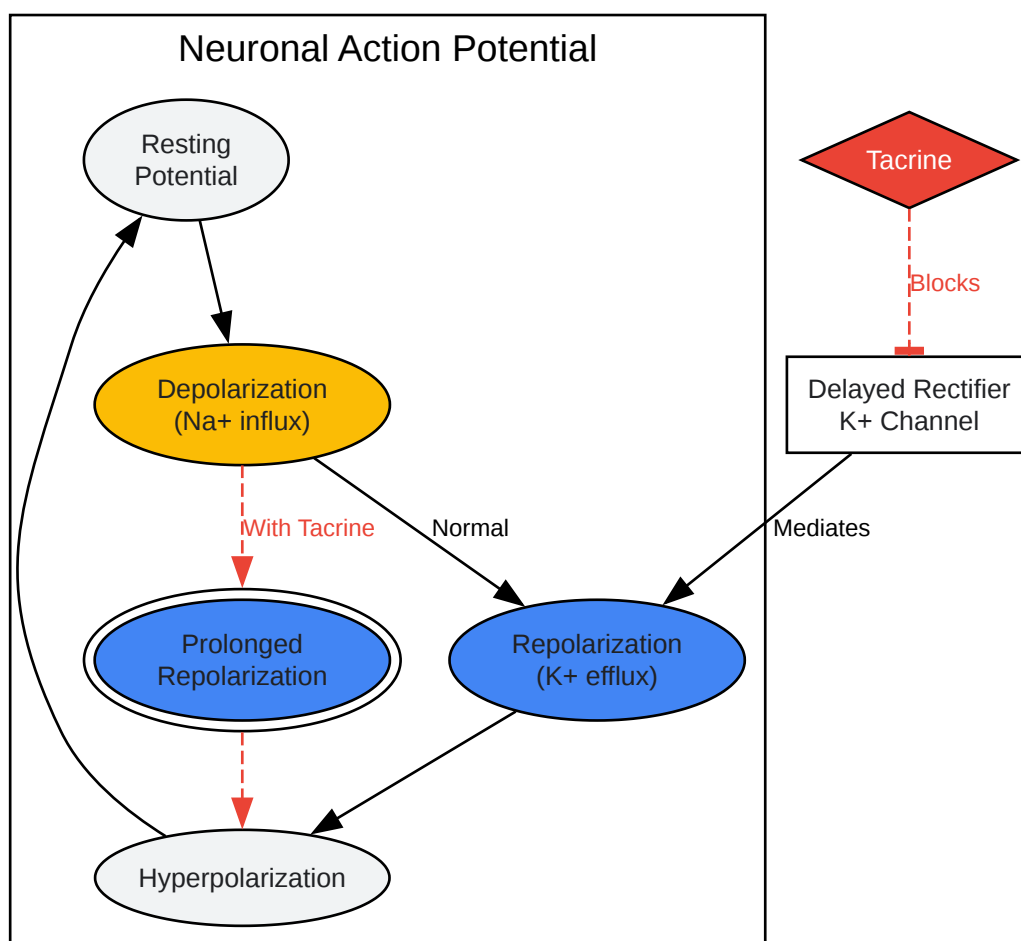 Neuronal Action Potential
Resting
Potential
Tacrine
Blocks
Depolarization
(Na+ influx)
Delayed Rectifier
K+ Channel
With Tacrine
Normal
Mediates
Prolonged
Repolarization
Repolarization
(K+ efflux)
Hyperpolarization